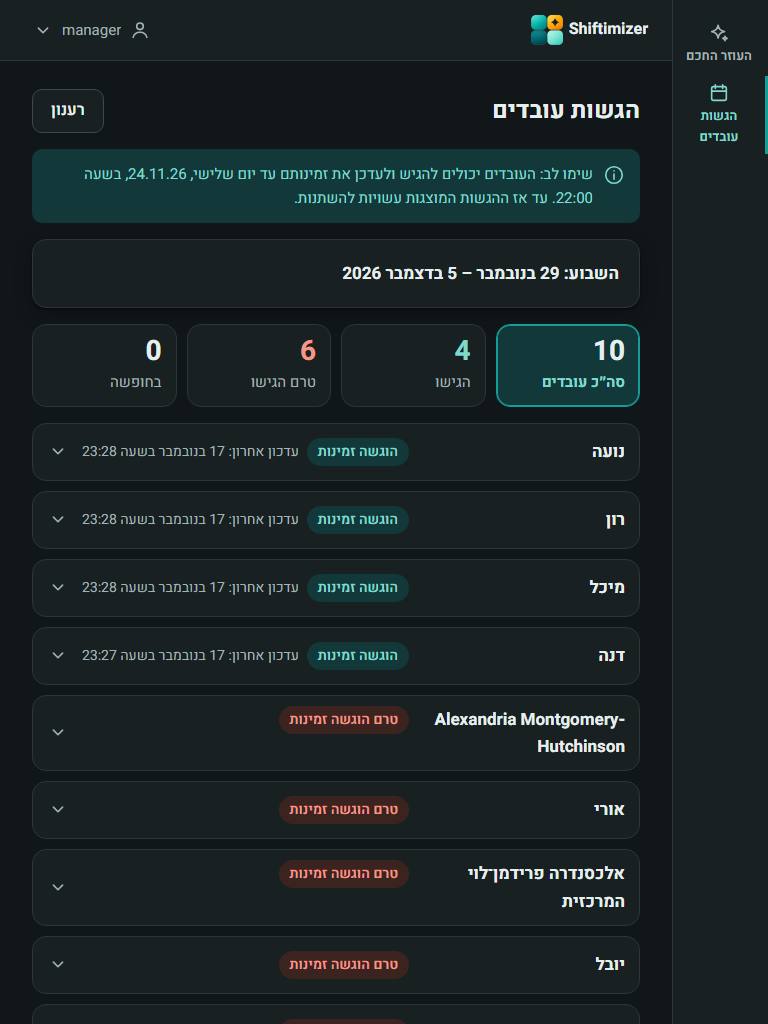 Shiftimizer
manager
העוזר החכם
הגשות
עובדים
הגשות עובדים
רענון
שימו לב: העובדים יכולים להגיש ולעדכן את זמינותם עד יום שלישי, 24.11.26, בשעה
22:00. עד אז ההגשות המוצגות עשויות להשתנות.
השבוע: 29 בנובמבר – 5 בדצמבר 2026
10
סה״כ עובדים
4
הגישו
6
טרם הגישו
0
בחופשה
נועה הוגשה זמינות עדכון אחרון: 17 בנובמבר בשעה 23:28
רון הוגשה זמינות עדכון אחרון: 17 בנובמבר בשעה 23:28
מיכל הוגשה זמינות עדכון אחרון: 17 בנובמבר בשעה 23:28
דנה הוגשה זמינות עדכון אחרון: 17 בנובמבר בשעה 23:27
Alexandria Montgomery- טרם הוגשה זמינות
Hutchinson
אורי טרם הוגשה זמינות
אלכסנדרה פרידמן־לוי טרם הוגשה זמינות
המרכזית
יובל טרם הוגשה זמינות